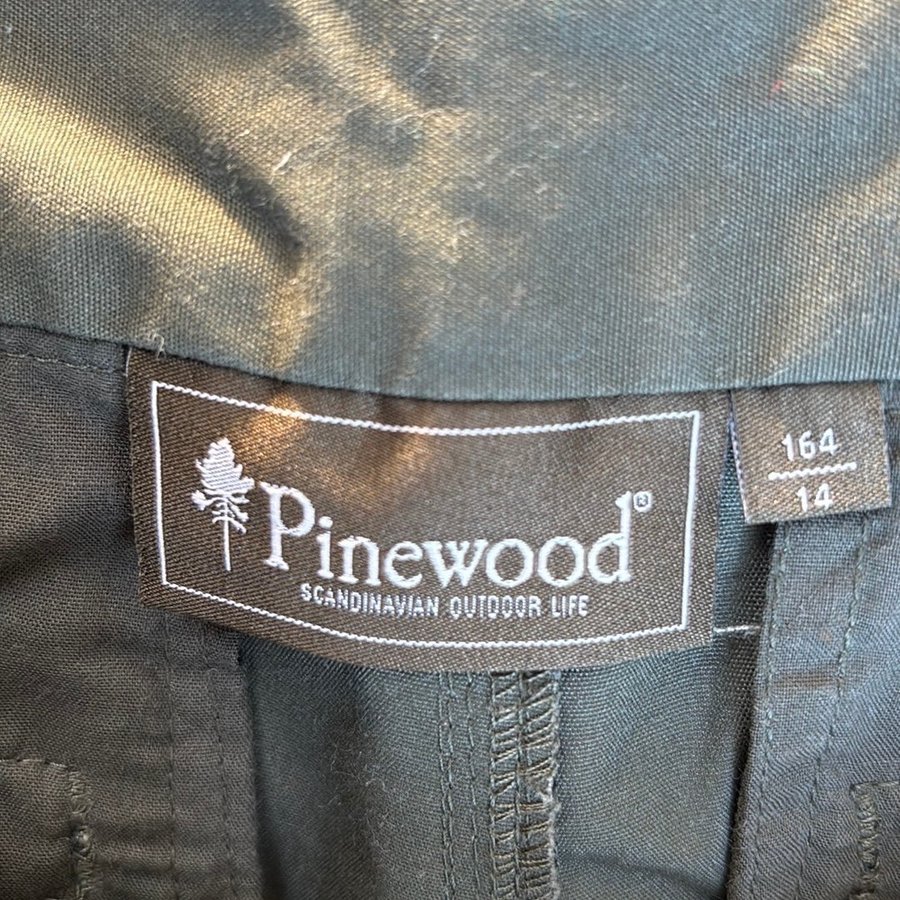 Pinewood®
SCANDINAVIAN OUTDOOR LIFE
164
14